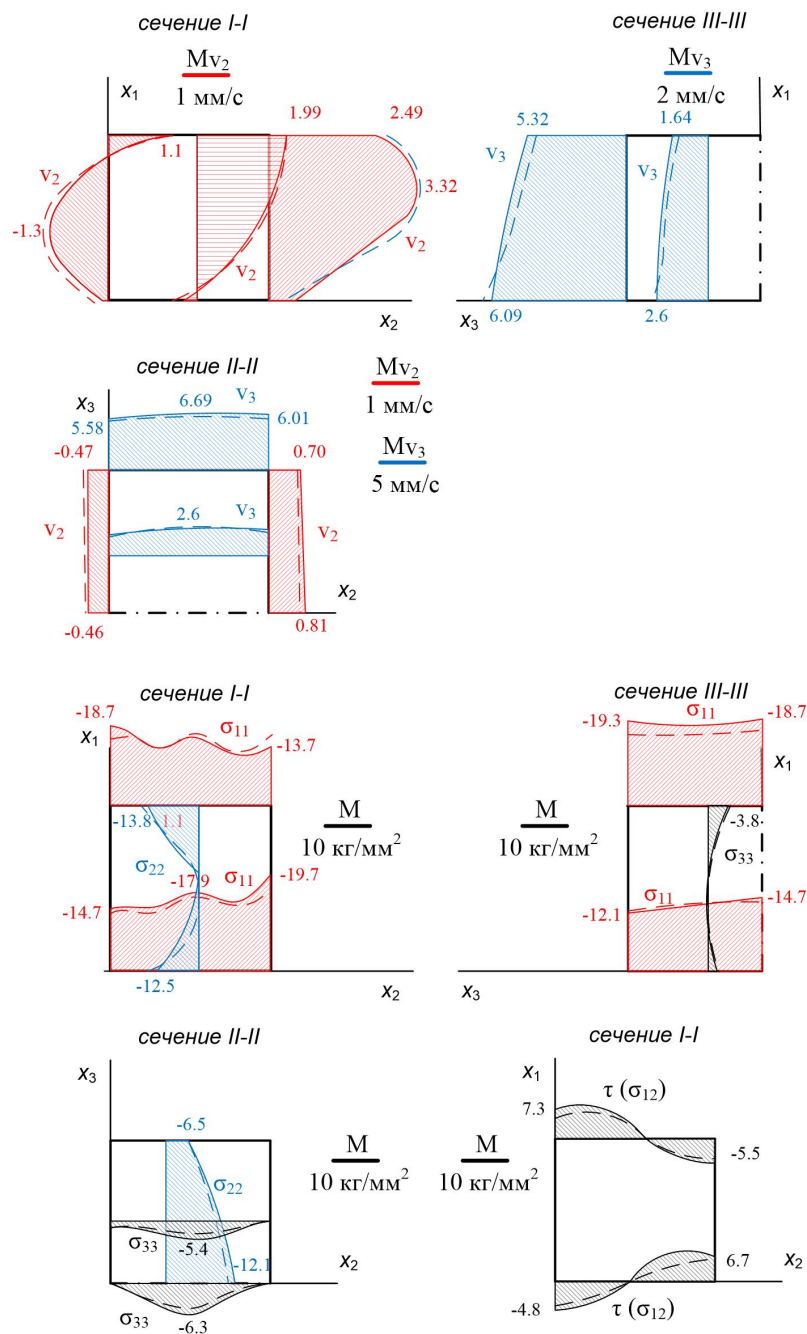 сечение I-I
сечение III-III
Mv₂
1 мм/с
Mv₃
2 мм/с
x₁
x₁
1.99
2.49
5.32
1.64
1.1
v₂
v₃
v₃
3.32
-1.3
v₂
v₂
x₂
x₃
6.09
2.6
сечение II-II
Mv₂
1 мм/с
Mv₃
5 мм/с
x₃
6.69
v₃
5.58
6.01
-0.47
0.70
2.6
v₃
v₂
v₂
x₂
-0.46
0.81
сечение I-I
сечение III-III
-18.7
σ₁₁
x₁
-13.7
-19.3
σ₁₁
-18.7
x₁
-13.8
-1.1
M
10 кг/мм²
M
10 кг/мм²
-3.8
σ₂₂
-17.9
σ₁₁
-19.7
σ₃₃
-14.7
-12.1
σ₁₁
-14.7
-12.5
x₂
x₃
сечение II-II
сечение I-I
x₃
x₁
τ (σ₁₂)
7.3
-6.5
M
10 кг/мм²
M
10 кг/мм²
-5.5
σ₂₂
σ₃₃
-5.4
-12.1
x₂
6.7
x₂
σ₃₃
-6.3
-4.8
τ (σ₁₂)